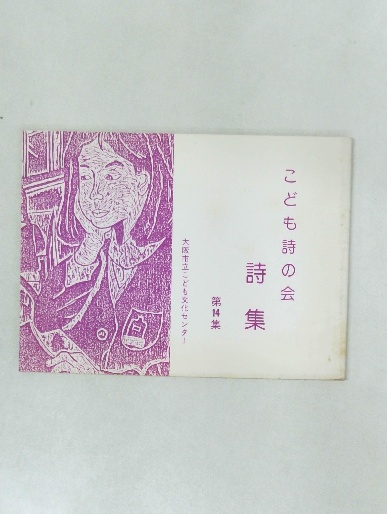 こども詩の会
詩集
第14集
大阪市立こども文化センター